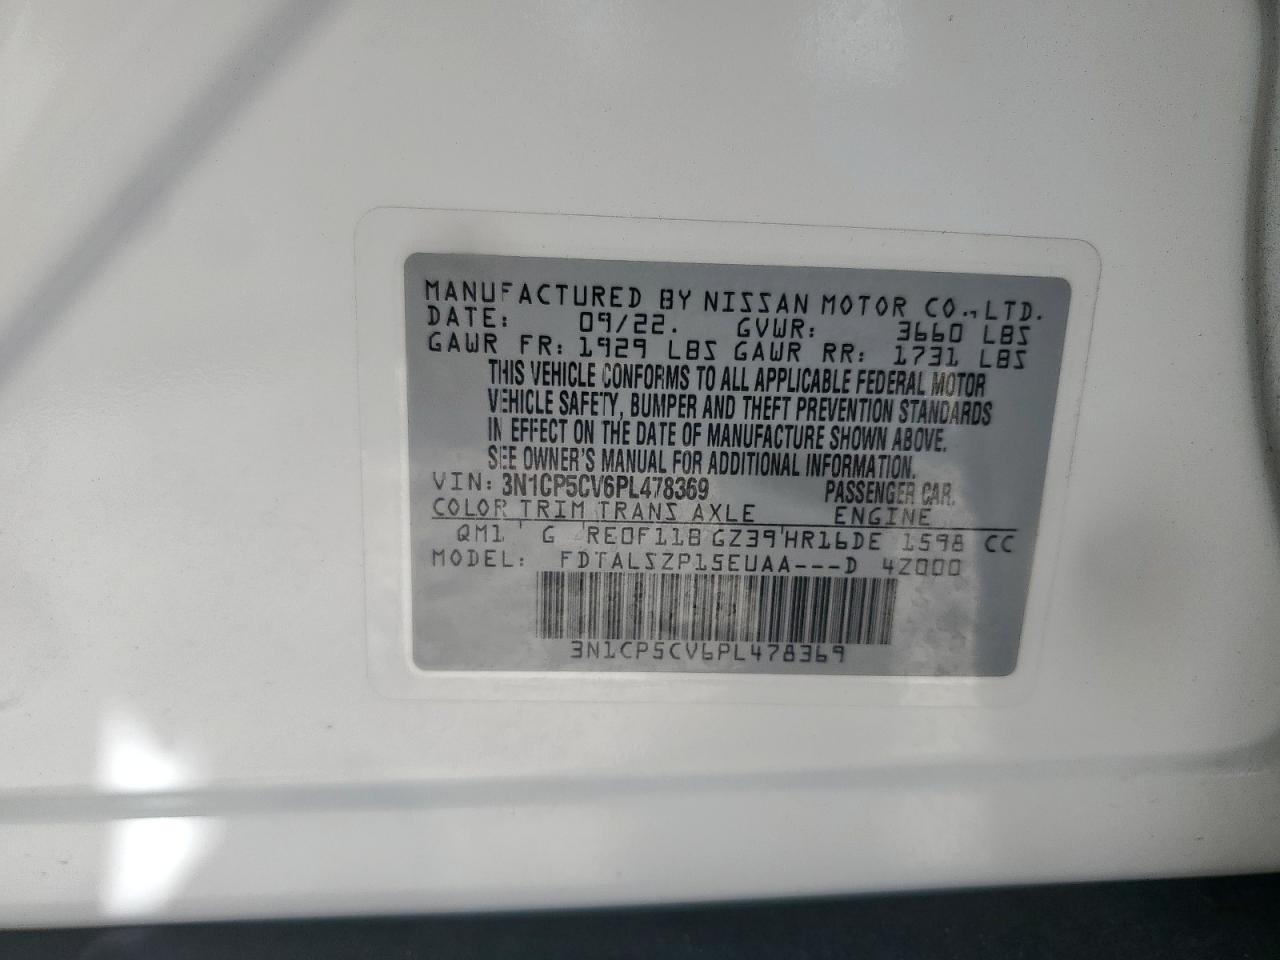 MANUFACTURED BY NISSAN MOTOR CO., LTD.
DATE: 09/22. GVWR: 3660 LBS
GAWR FR: 1929 LBS GAWR RR: 1731 LBS
THIS VEHICLE CONFORMS TO ALL APPLICABLE FEDERAL MOTOR
VEHICLE SAFETY, BUMPER AND THEFT PREVENTION STANDARDS
IN EFFECT ON THE DATE OF MANUFACTURE SHOWN ABOVE.
SEE OWNER'S MANUAL FOR ADDITIONAL INFORMATION.
VIN: 3N1CP5CV6PL478369 PASSENGER CAR.
COLOR TRIM TRANS AXLE ENGINE
QM1 G RE0F11B GZ39 HR16DE 1598 CC
MODEL: FDTALSZP15EUAA---D 4Z000
3N1CP5CV6PL478369